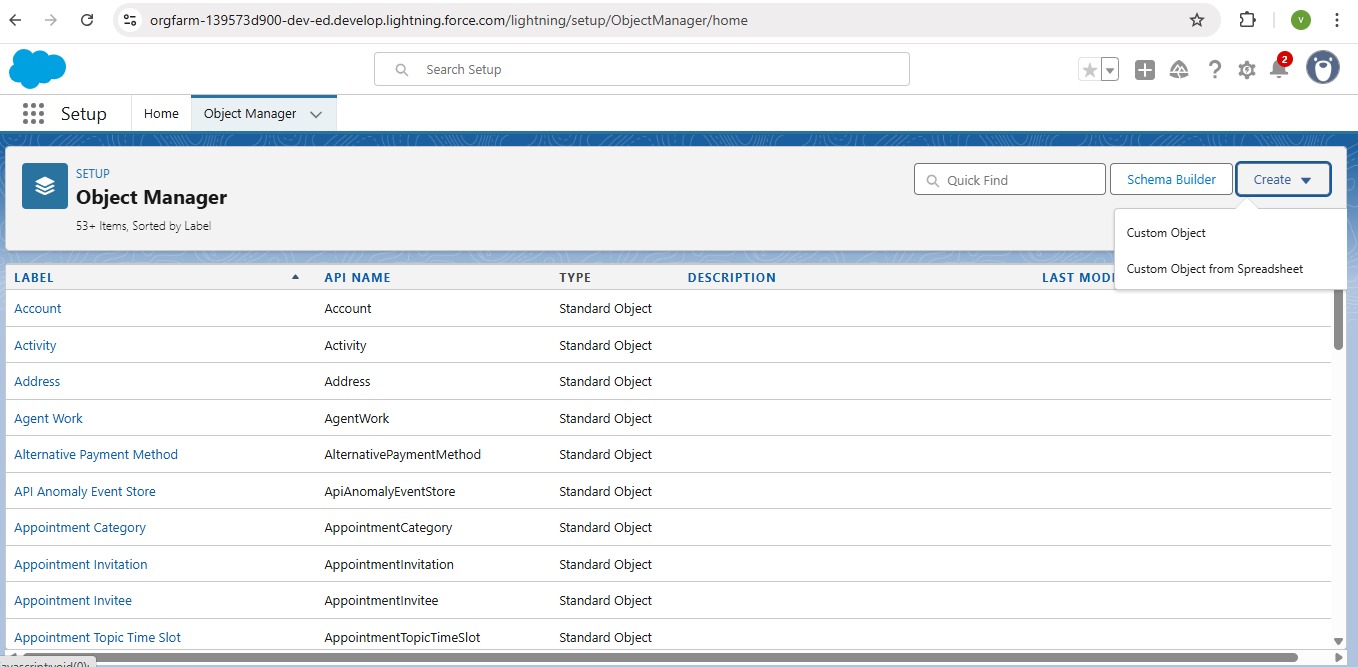 orgfarm-139573d900-dev-ed.develop.lightning.force.com/lightning/setup/ObjectManager/home
V
Search Setup
2
Setup Home Object Manager
SETUP
Object Manager
53+ Items, Sorted by Label
Quick Find Schema Builder Create
Custom Object
Custom Object from Spreadsheet
LABEL API NAME TYPE DESCRIPTION LAST MODI
Account Account Standard Object
Activity Activity Standard Object
Address Address Standard Object
Agent Work AgentWork Standard Object
Alternative Payment Method AlternativePaymentMethod Standard Object
API Anomaly Event Store ApiAnomalyEventStore Standard Object
Appointment Category AppointmentCategory Standard Object
Appointment Invitation AppointmentInvitation Standard Object
Appointment Invitee AppointmentInvitee Standard Object
Appointment Topic Time Slot AppointmentTopicTimeSlot Standard Object
avascript:void(0);